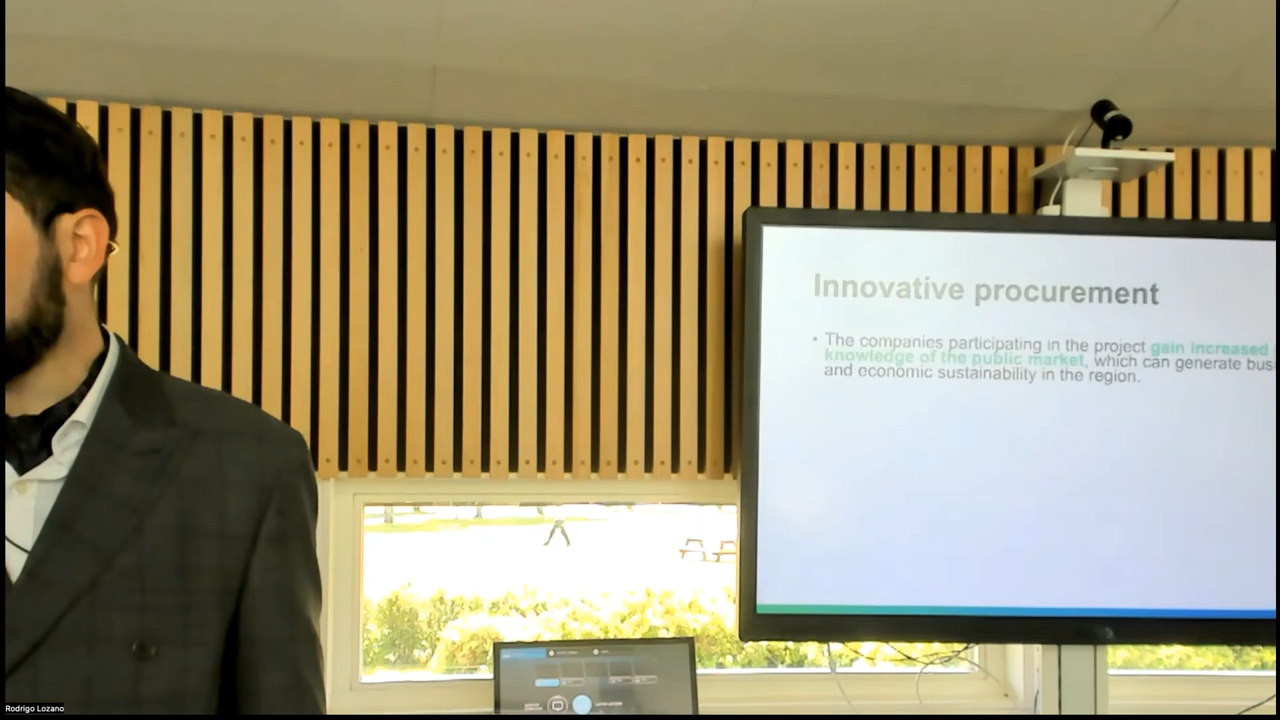 Innovative procurement
• The companies participating in the project gain increased
knowledge of the public market, which can generate
and economic sustainability in the region.
Rodrigo Lozano